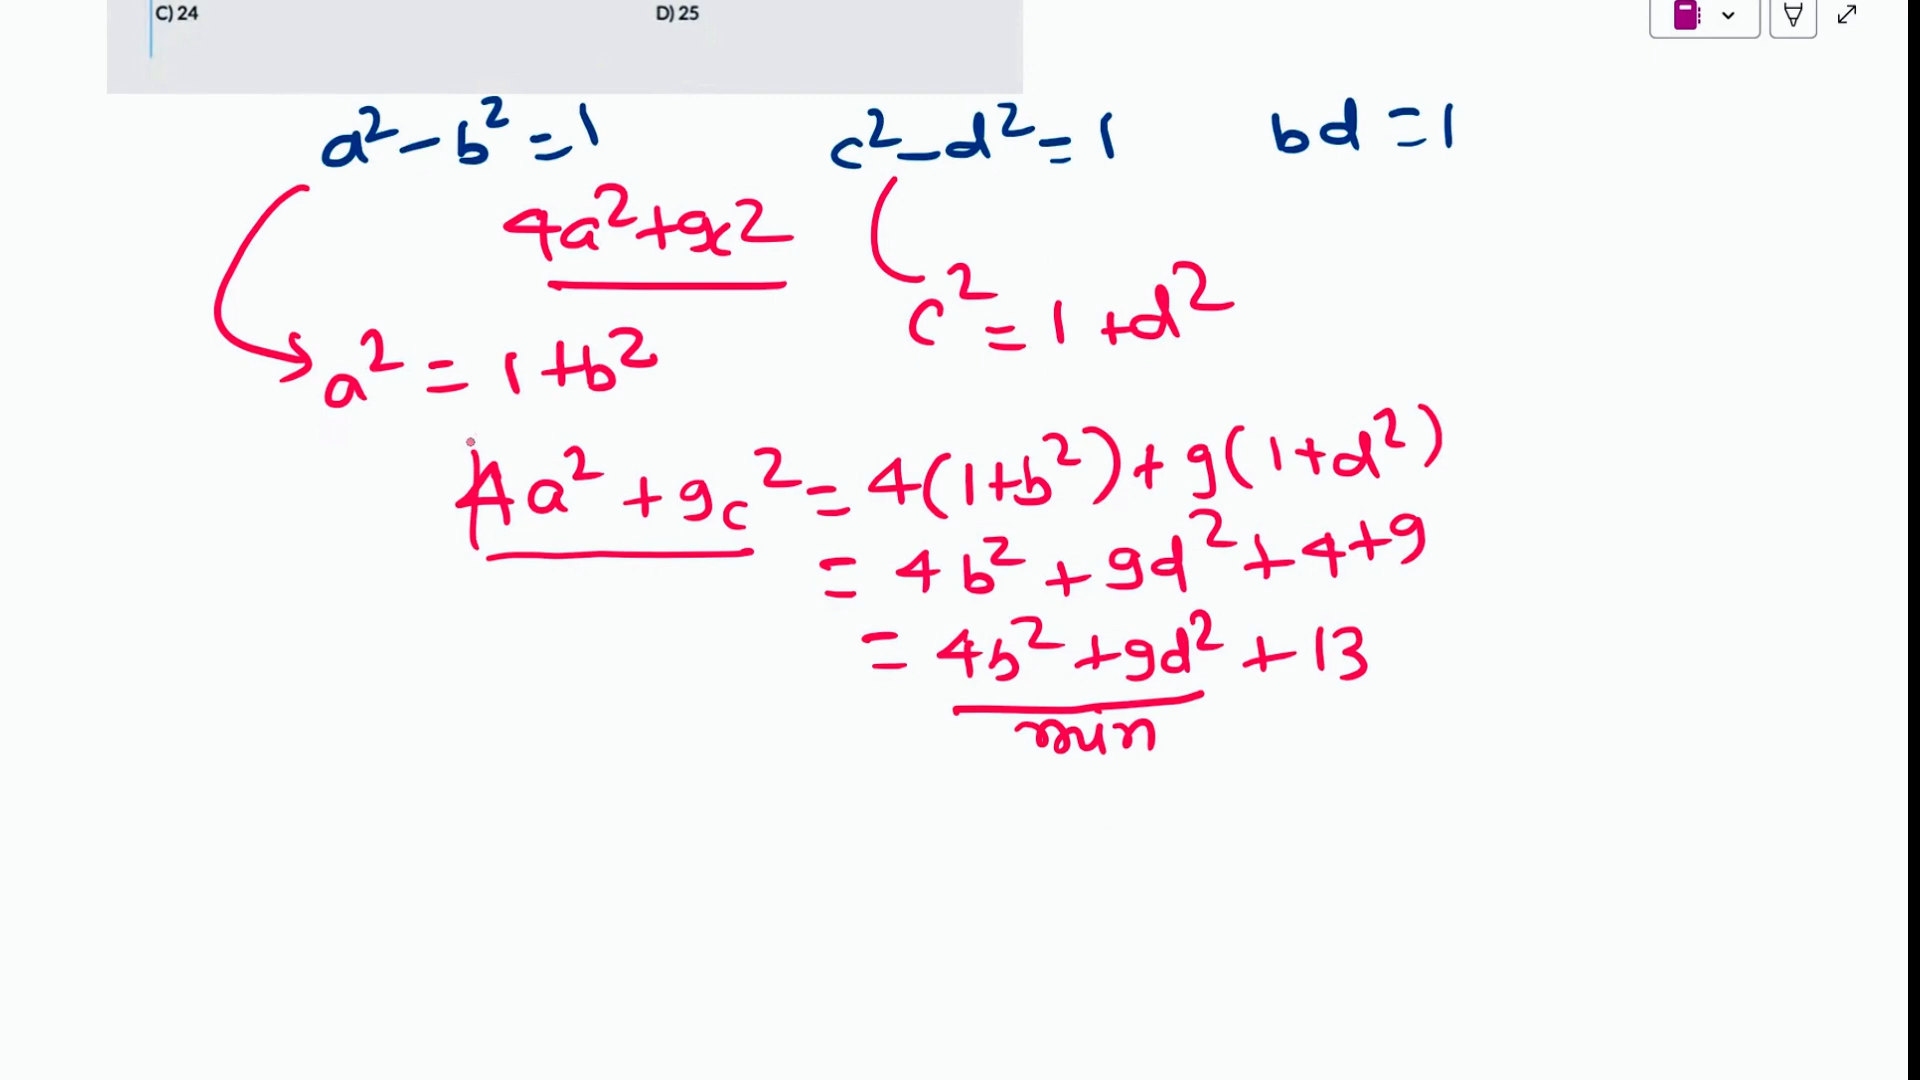 C) 24 D) 25
a² - b² = 1 c² - d² = 1 bd = 1
4a² + 9c2
c² = 1 + d²
a² = 1 + b²
4a² + 9c² = 4(1+b²) + 9(1+d²)
= 4b² + 9d² + 4 + 9
= 4b² + 9d² + 13
min